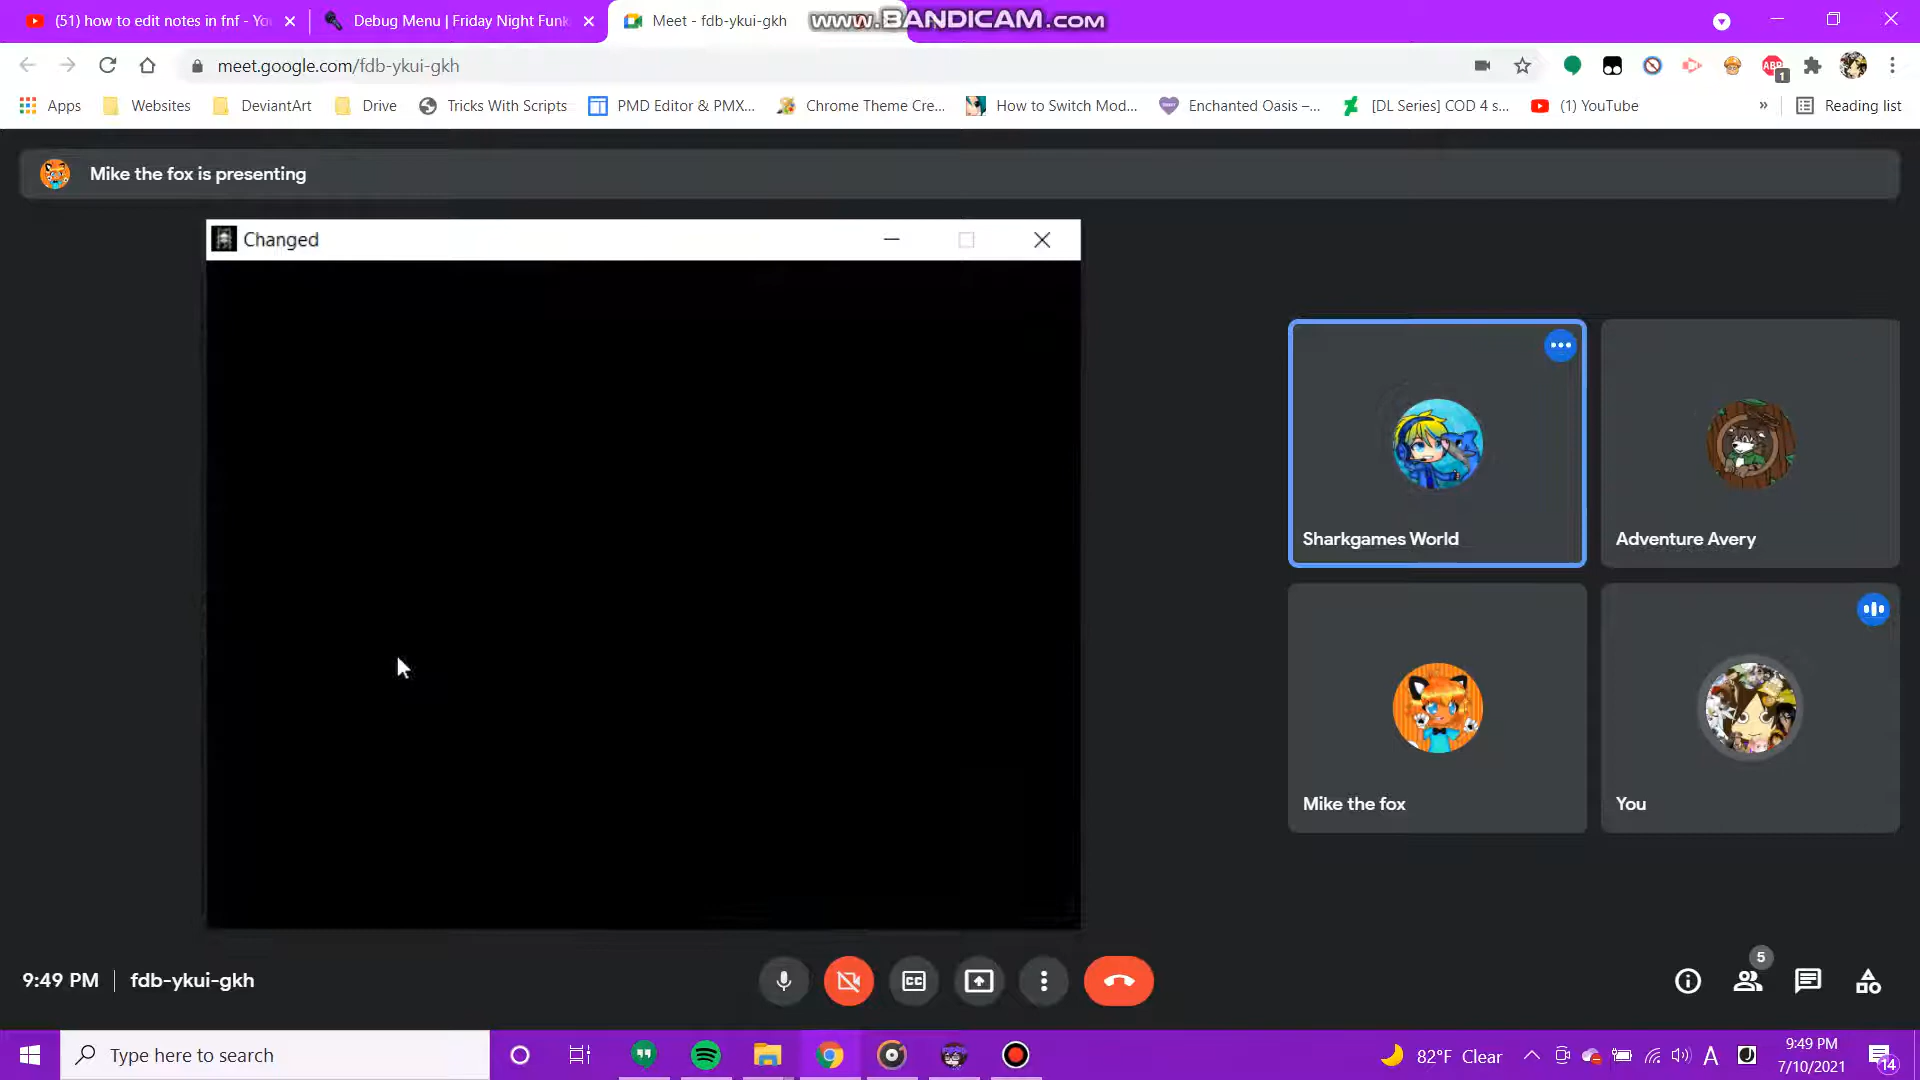 (51) how to edit notes in fnf - Yo
Debug Menu | Friday Night Funk
Meet - fdb-ykui-gkh
www.BANDICAM.com
meet.google.com/fdb-ykui-gkh
ABP
1
Apps
Websites
DeviantArt
Drive
Tricks With Scripts
PMD Editor & PMX...
Chrome Theme Cre...
How to Switch Mod...
Enchanted Oasis –...
[DL Series] COD 4 s...
(1) YouTube
»
Reading list
Mike the fox is presenting
Changed
Sharkgames World
Adventure Avery
Mike the fox
You
9:49 PM | fdb-ykui-gkh
CC
5
Type here to search
82°F Clear
A
9:49 PM
7/10/2021
14